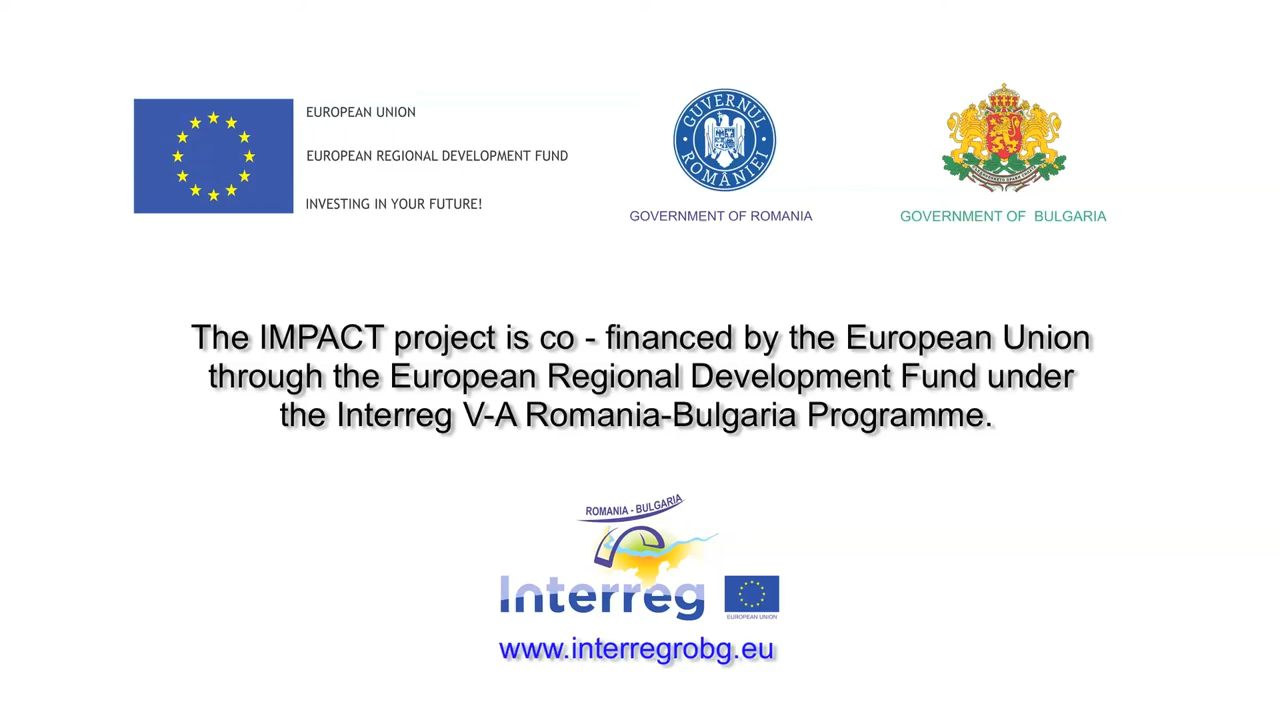 EUROPEAN UNION
EUROPEAN REGIONAL DEVELOPMENT FUND
INVESTING IN YOUR FUTURE!
GUVERNUL ROMÂNIEI
GOVERNMENT OF ROMANIA
GOVERNMENT OF BULGARIA
The IMPACT project is co - financed by the European Union
through the European Regional Development Fund under
the Interreg V-A Romania-Bulgaria Programme.
ROMANIA - BULGARIA
Interreg
EUROPEAN UNION
www.interregrobg.eu